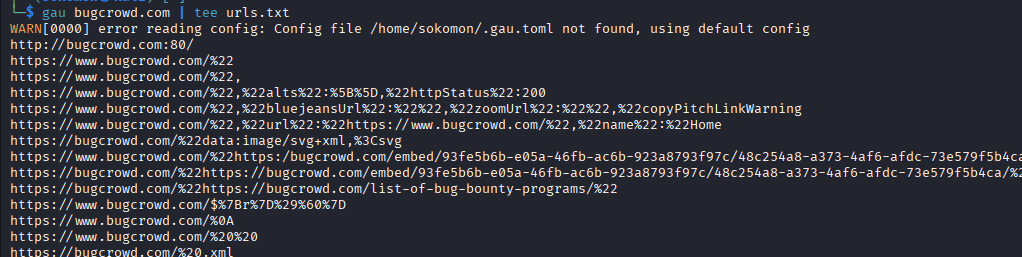 └─$ gau bugcrowd.com | tee urls.txt
WARN[0000] error reading config: Config file /home/sokomon/.gau.toml not found, using default config
http://bugcrowd.com:80/
https://www.bugcrowd.com/%22
https://www.bugcrowd.com/%22,
https://www.bugcrowd.com/%22,%22alts%22:%5B%5D,%22httpStatus%22:200
https://www.bugcrowd.com/%22,%22bluejeansUrl%22:%22%22,%22zoomUrl%22:%22%22,%22copyPitchLinkWarning
https://www.bugcrowd.com/%22,%22url%22:%22https://www.bugcrowd.com/%22,%22name%22:%22Home
https://bugcrowd.com/%22data:image/svg+xml,%3Csvg
https://www.bugcrowd.com/%22https:/bugcrowd.com/embed/93fe5b6b-e05a-46fb-ac6b-923a8793f97c/48c254a8-a373-4af6-afdc-73e579f5b4ca
https://bugcrowd.com/%22https://bugcrowd.com/embed/93fe5b6b-e05a-46fb-ac6b-923a8793f97c/48c254a8-a373-4af6-afdc-73e579f5b4ca/%2
https://bugcrowd.com/%22https://bugcrowd.com/list-of-bug-bounty-programs/%22
https://www.bugcrowd.com/$%7Br%7D%29%60%7D
https://www.bugcrowd.com/%0A
https://www.bugcrowd.com/%20%20
https://bugcrowd.com/%20.xml